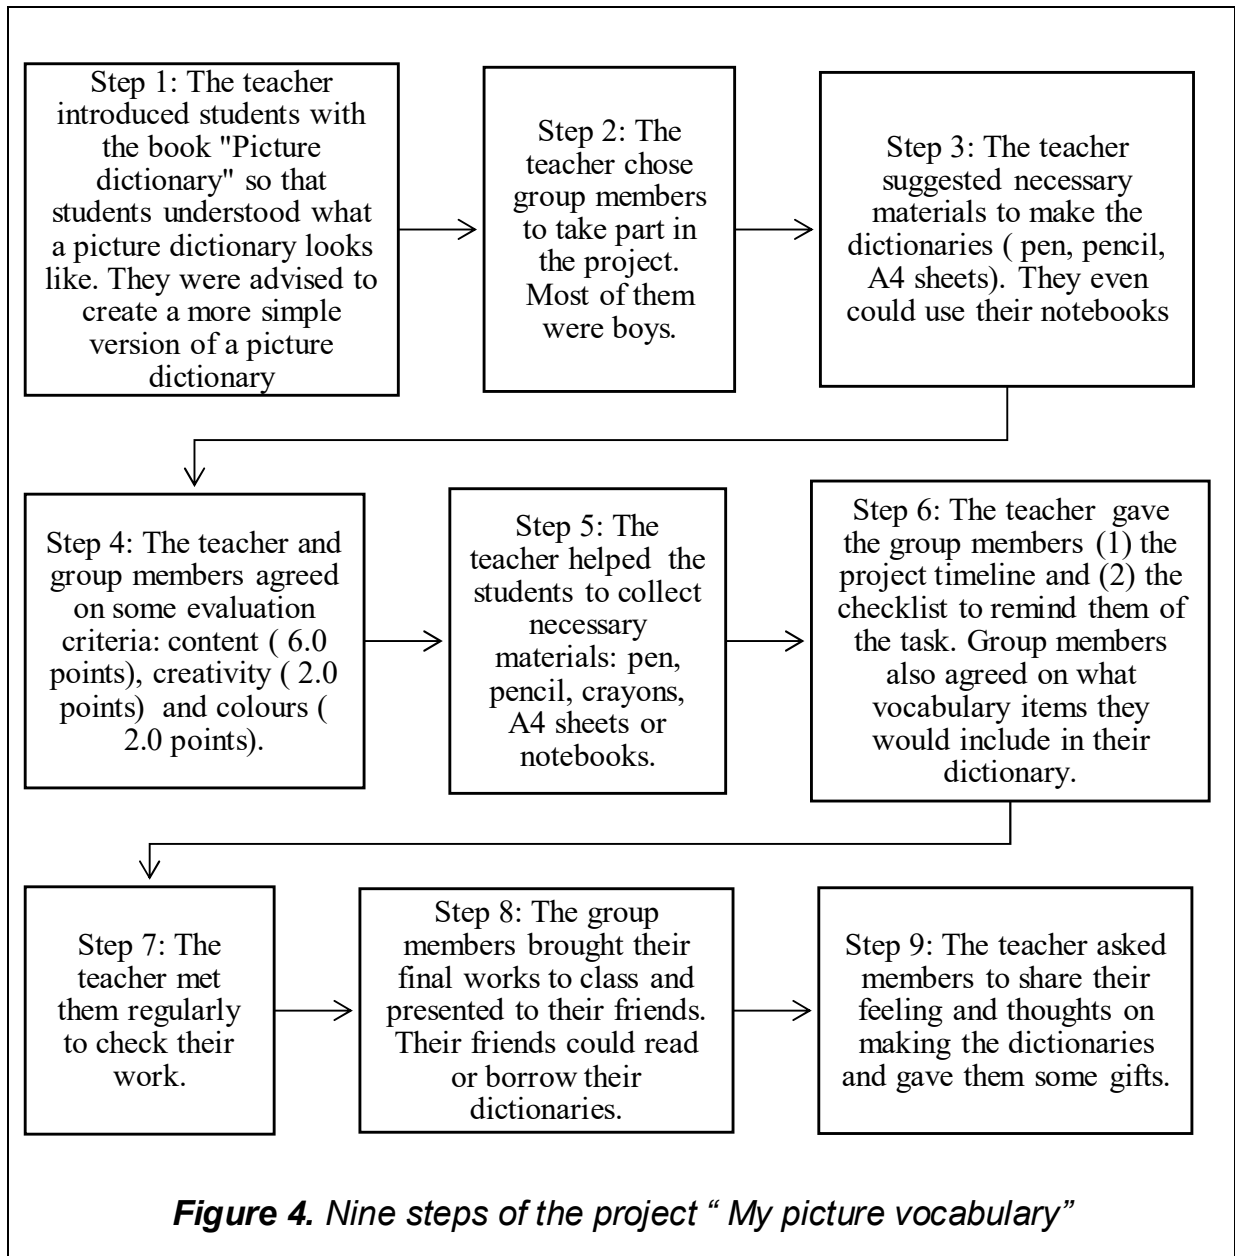 Step 1: The teacher
introduced students with
the book "Picture
dictionary" so that
students understood what
a picture dictionary looks
like. They were advised to
create a more simple
version of a picture
dictionary
Step 2: The
teacher chose
group members
to take part in
the project.
Most of them
were boys.
Step 3: The teacher
suggested necessary
materials to make the
dictionaries ( pen, pencil,
A4 sheets). They even
could use their notebooks
Step 4: The teacher and
group members agreed
on some evaluation
criteria: content ( 6.0
points), creativity ( 2.0
points) and colours (
2.0 points).
Step 5: The
teacher helped the
students to collect
necessary
materials: pen,
pencil, crayons,
A4 sheets or
notebooks.
Step 6: The teacher gave
the group members (1) the
project timeline and (2) the
checklist to remind them of
the task. Group members
also agreed on what
vocabulary items they
would include in their
dictionary.
Step 7: The
teacher met
them regularly
to check their
work.
Step 8: The group
members brought their
final works to class and
presented to their friends.
Their friends could read
or borrow their
dictionaries.
Step 9: The teacher asked
members to share their
feeling and thoughts on
making the dictionaries
and gave them some gifts.
Figure 4. Nine steps of the project “ My picture vocabulary”